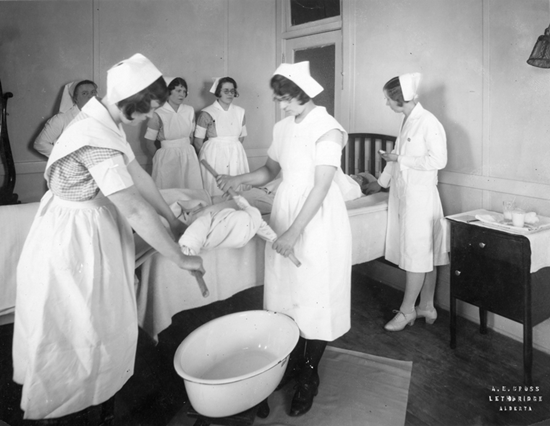 A. E. CROSS
LETHBRIDGE
ALBERTA